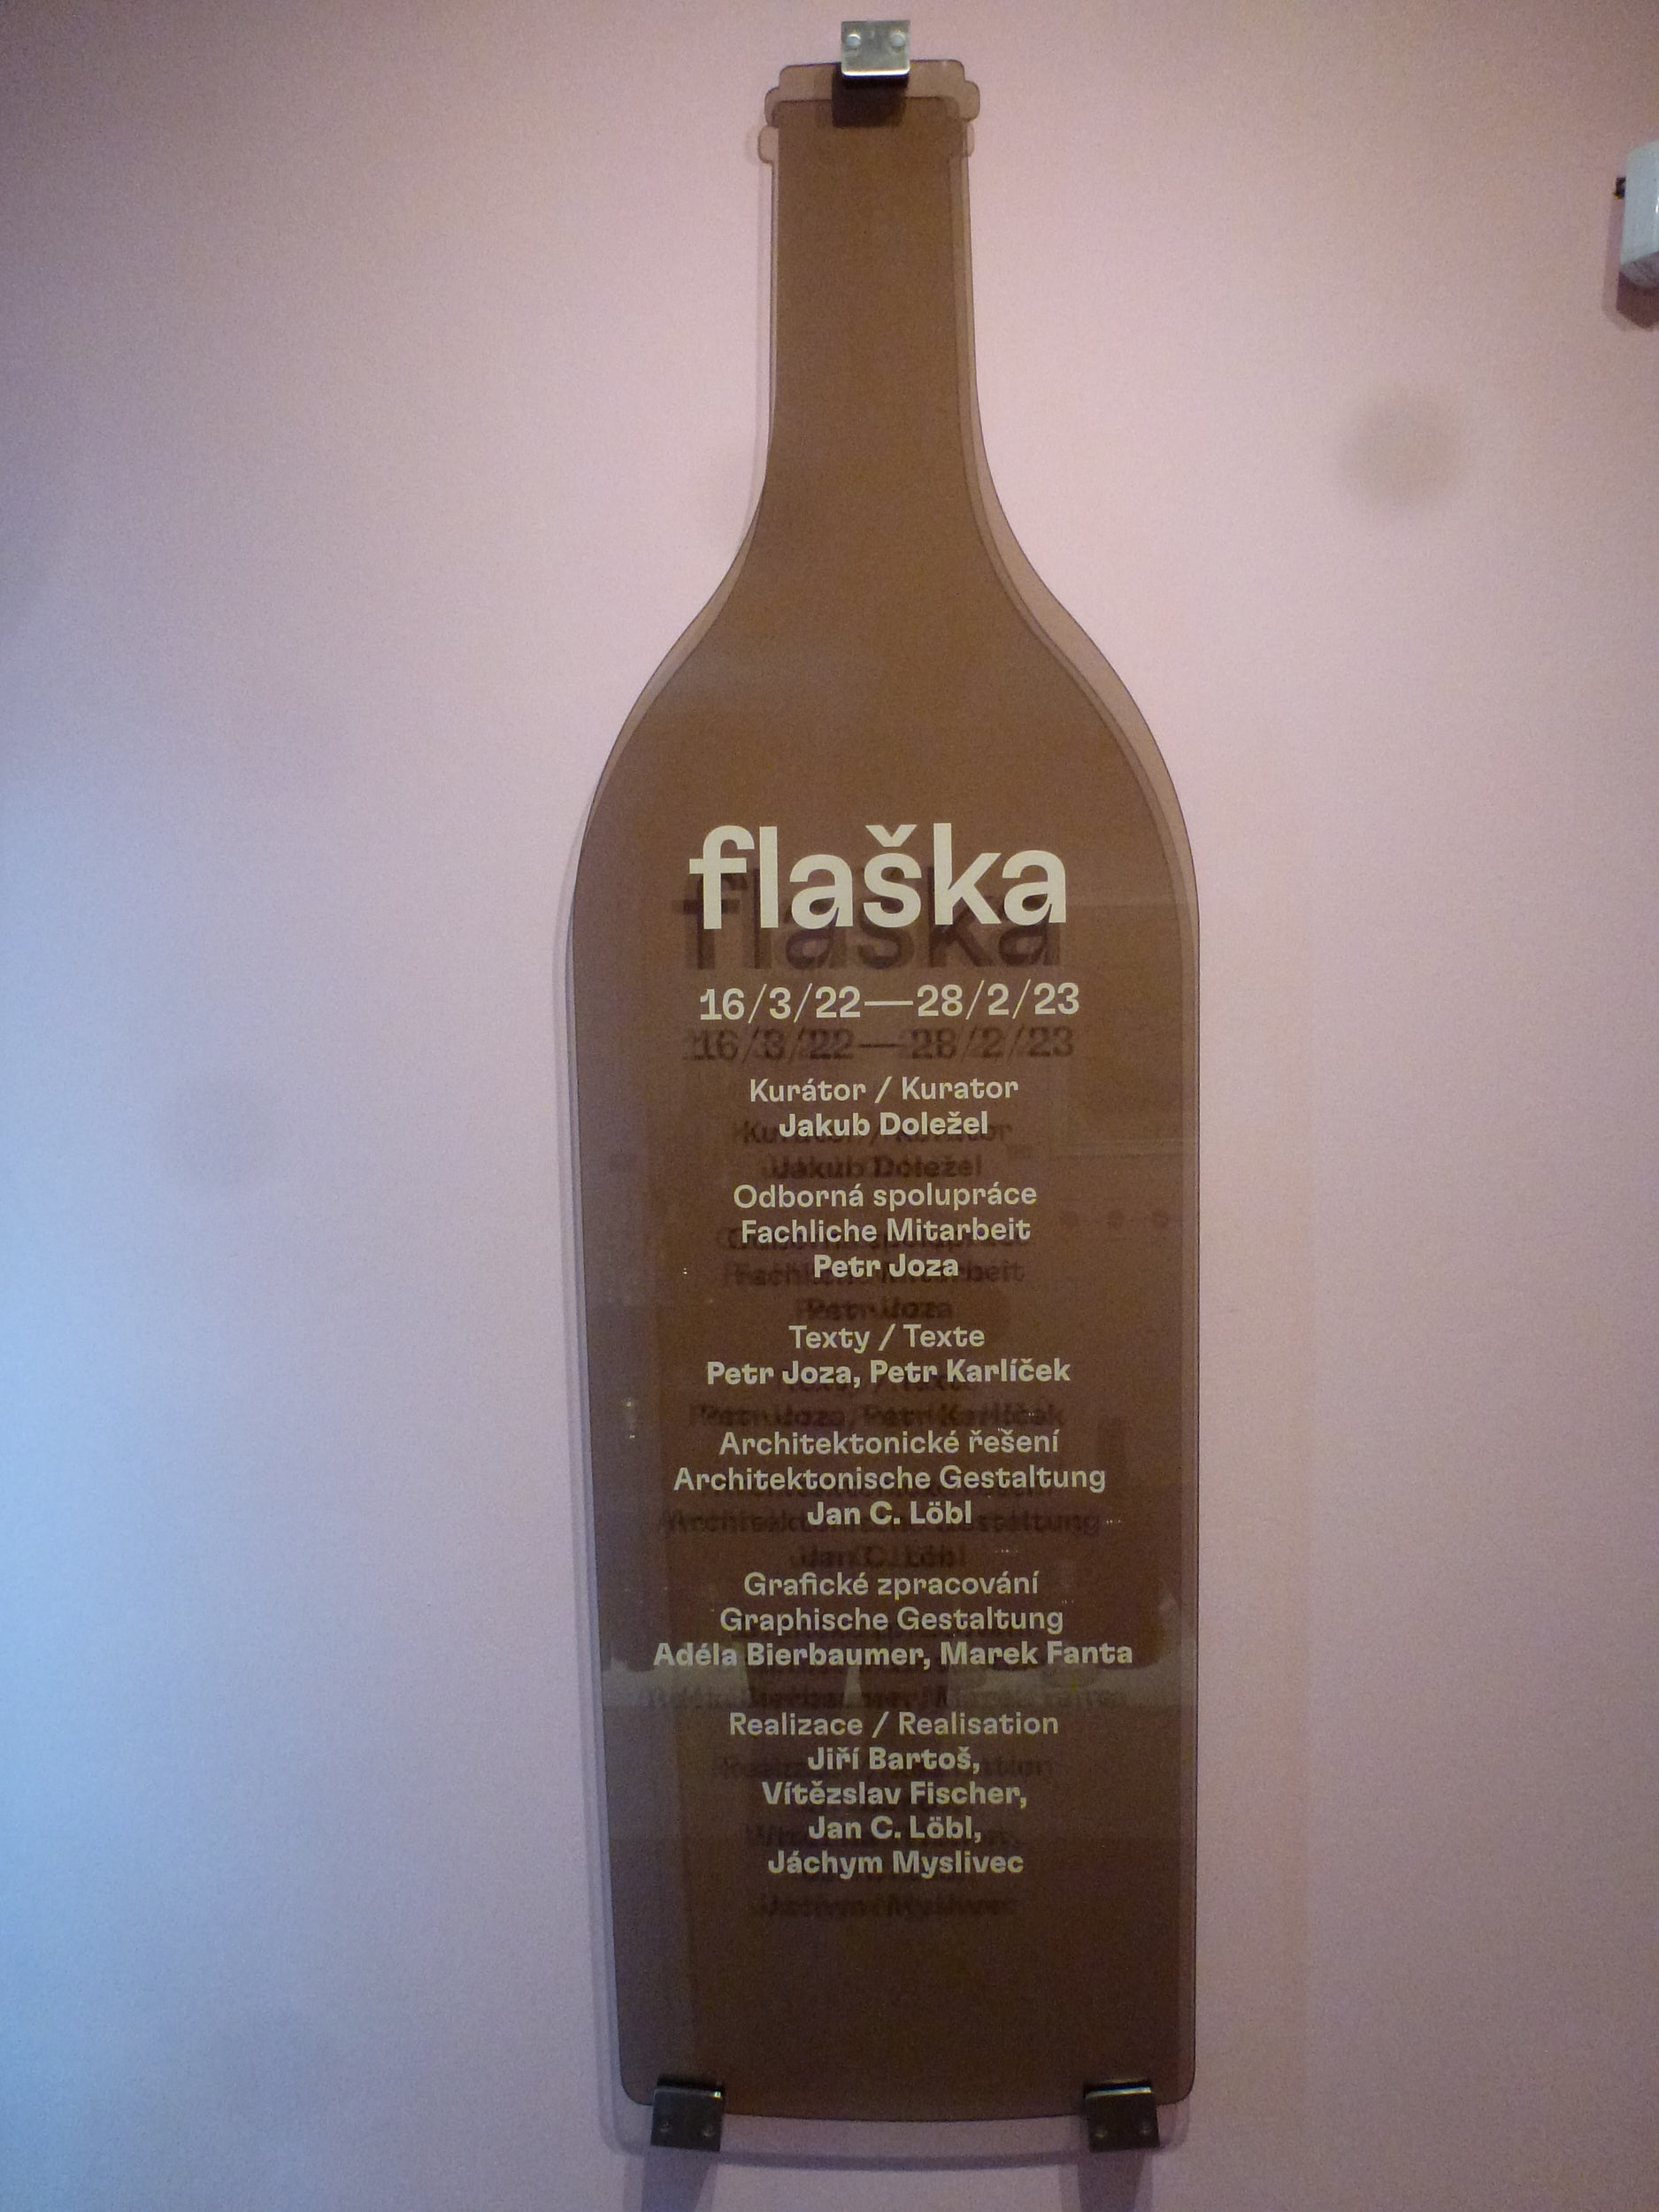 flaška
16/3/22—28/2/23
Kurátor / Kurator
Jakub Doležel
Odborná spolupráce
Fachliche Mitarbeit
Petr Joza
Texty / Texte
Petr Joza, Petr Karlíček
Architektonické řešení
Architektonische Gestaltung
Jan C. Löbl
Grafické zpracování
Graphische Gestaltung
Adéla Bierbaumer, Marek Fanta
Realizace / Realisation
Jiří Bartoš,
Vítězslav Fischer,
Jan C. Löbl,
Jáchym Myslivec